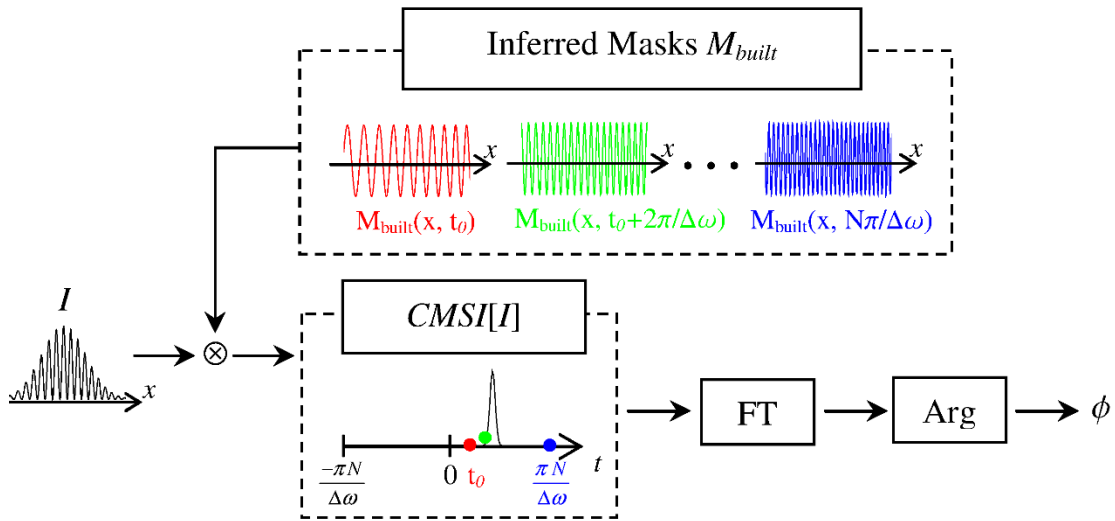 Inferred Masks M_built
x x x
M_built(x, t_0) M_built(x, t_0+2π/Δω) M_built(x, Nπ/Δω)
• • •
I
x
⊗
CMSI[I]
FT
Arg
ϕ
−πN/Δω 0 t_0 πN/Δω t